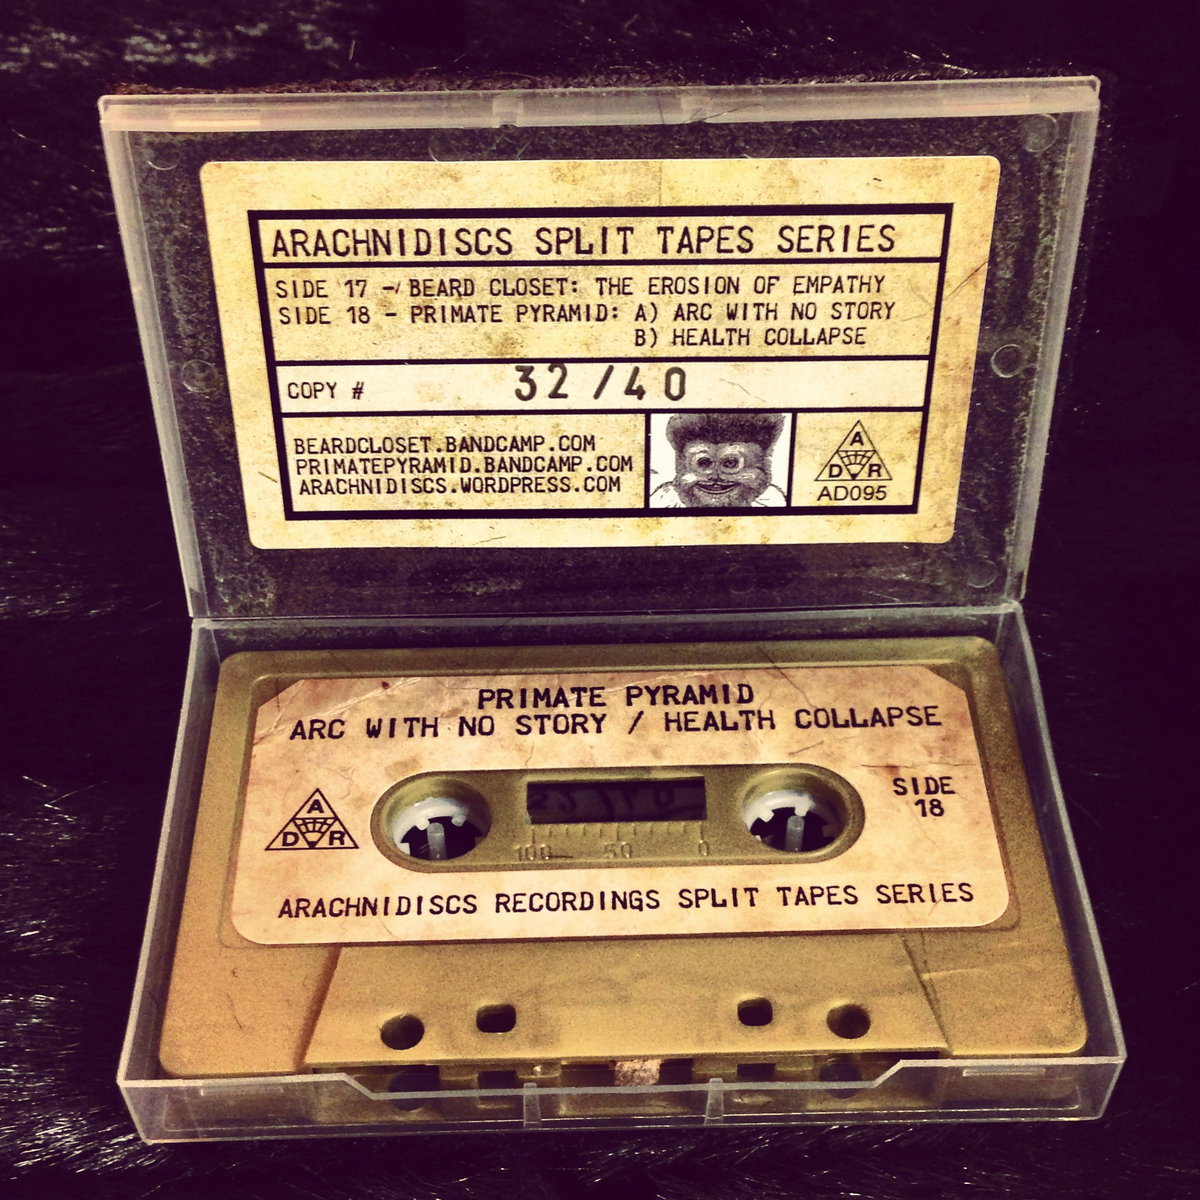 ARACHNIDISCS SPLIT TAPES SERIES
SIDE 17 - BEARD CLOSET: THE EROSION OF EMPATHY
SIDE 18 - PRIMATE PYRAMID: A) ARC WITH NO STORY
B) HEALTH COLLAPSE
COPY # 32/40
BEARDCLOSET.BANDCAMP.COM
PRIMATEPYRAMID.BANDCAMP.COM
ARACHNIDISCS.WORDPRESS.COM
A
D R
AD095
PRIMATE PYRAMID
ARC WITH NO STORY / HEALTH COLLAPSE
A
D R
SIDE
18
100 50 0
ARACHNIDISCS RECORDINGS SPLIT TAPES SERIES